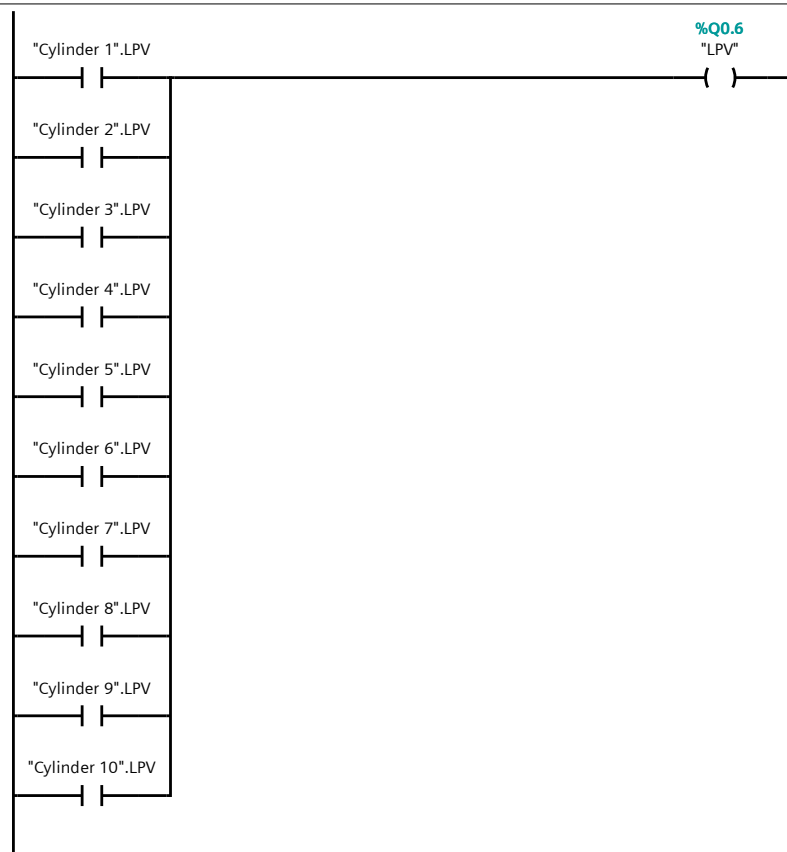 %Q0.6
"Cylinder 1".LPV
"LPV"
"Cylinder 2".LPV
"Cylinder 3".LPV
"Cylinder 4".LPV
"Cylinder 5".LPV
"Cylinder 6".LPV
"Cylinder 7".LPV
"Cylinder 8".LPV
"Cylinder 9".LPV
"Cylinder 10".LPV